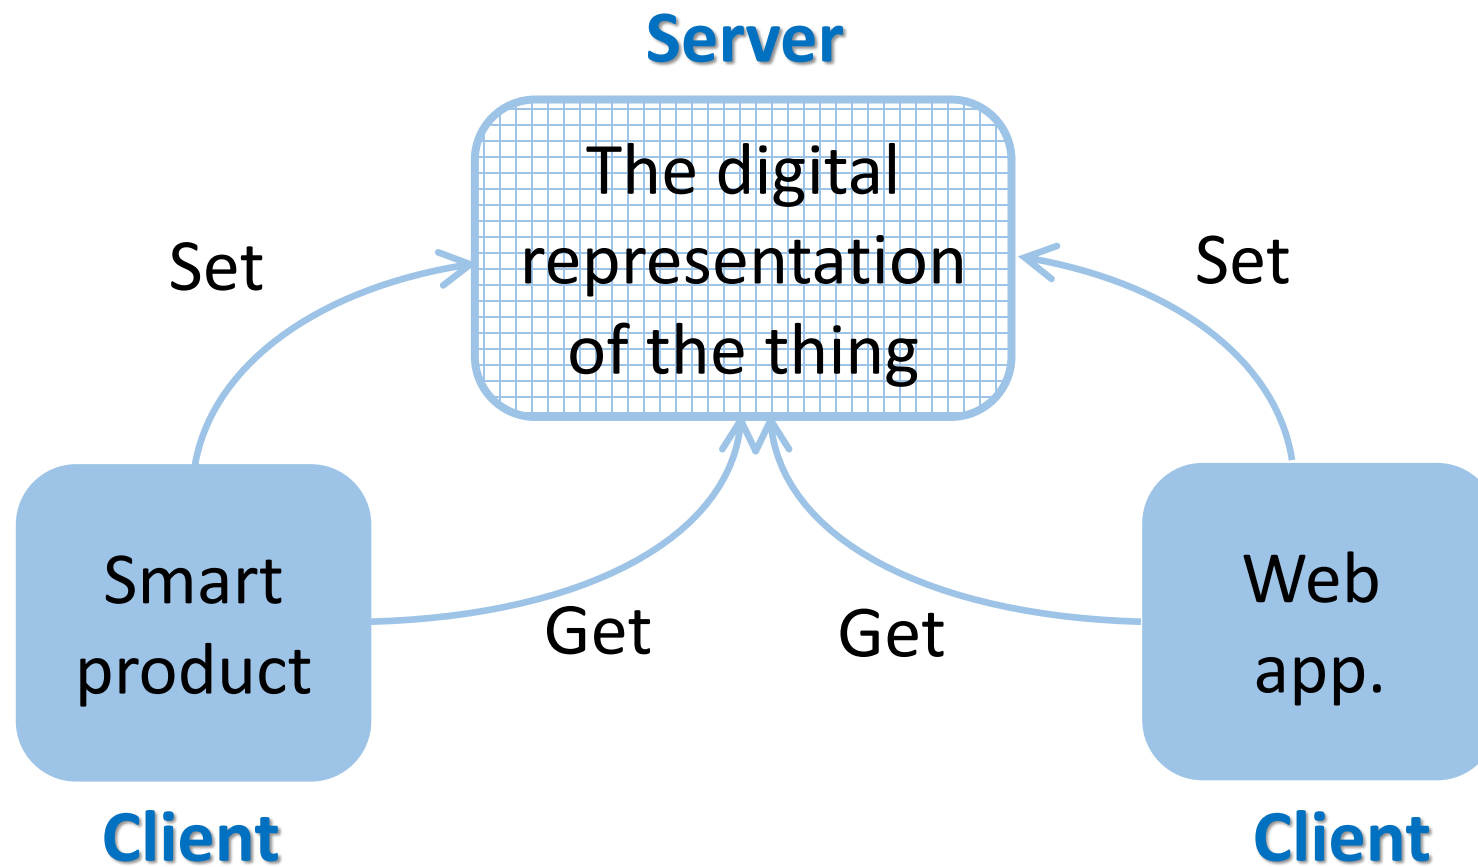 Server
The digital
representation
of the thing
Set
Set
Smart
product
Get
Get
Web
app.
Client
Client